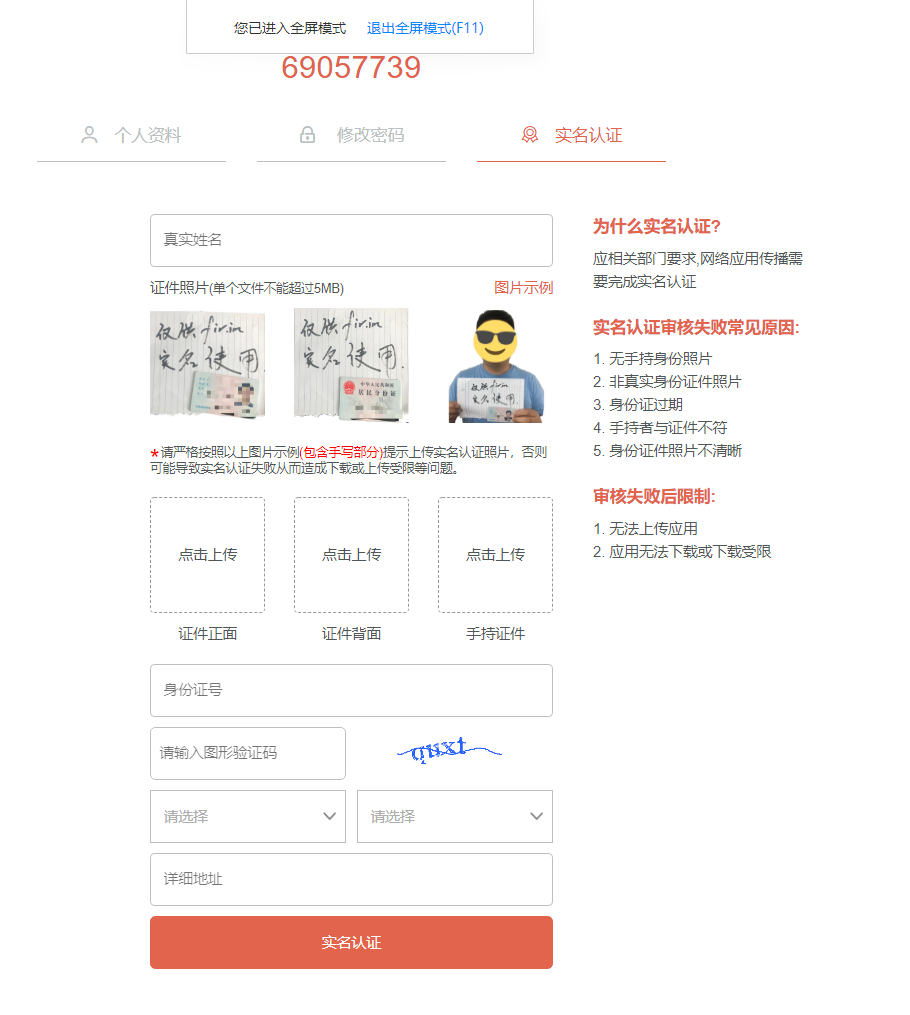 您已进入全屏模式 退出全屏模式(F11)
69057739
个人资料 修改密码 实名认证
真实姓名
证件照片(单个文件不能超过5MB) 图片示例
仅供fir.in
实名使用
仅供fir.in
实名使用.
中华人民共和国
居民身份证
仅供fir.in
实名使用.
*请严格按照以上图片示例(包含手写部分)提示上传实名认证照片，否则
可能导致实名认证失败从而造成下载或上传受限等问题。
点击上传 点击上传 点击上传
证件正面 证件背面 手持证件
身份证号
请输入图形验证码 quxt
请选择 请选择
详细地址
实名认证
为什么实名认证?
应相关部门要求,网络应用传播需
要完成实名认证
实名认证审核失败常见原因:
1. 无手持身份照片
2. 非真实身份证件照片
3. 身份证过期
4. 手持者与证件不符
5. 身份证件照片不清晰
审核失败后限制:
1. 无法上传应用
2. 应用无法下载或下载受限